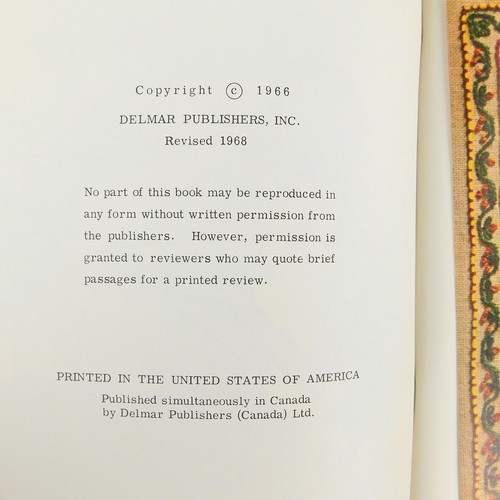 Copyright © 1966
DELMAR PUBLISHERS, INC.
Revised 1968
No part of this book may be reproduced in
any form without written permission from
the publishers. However, permission is
granted to reviewers who may quote brief
passages for a printed review.
PRINTED IN THE UNITED STATES OF AMERICA
Published simultaneously in Canada
by Delmar Publishers (Canada) Ltd.